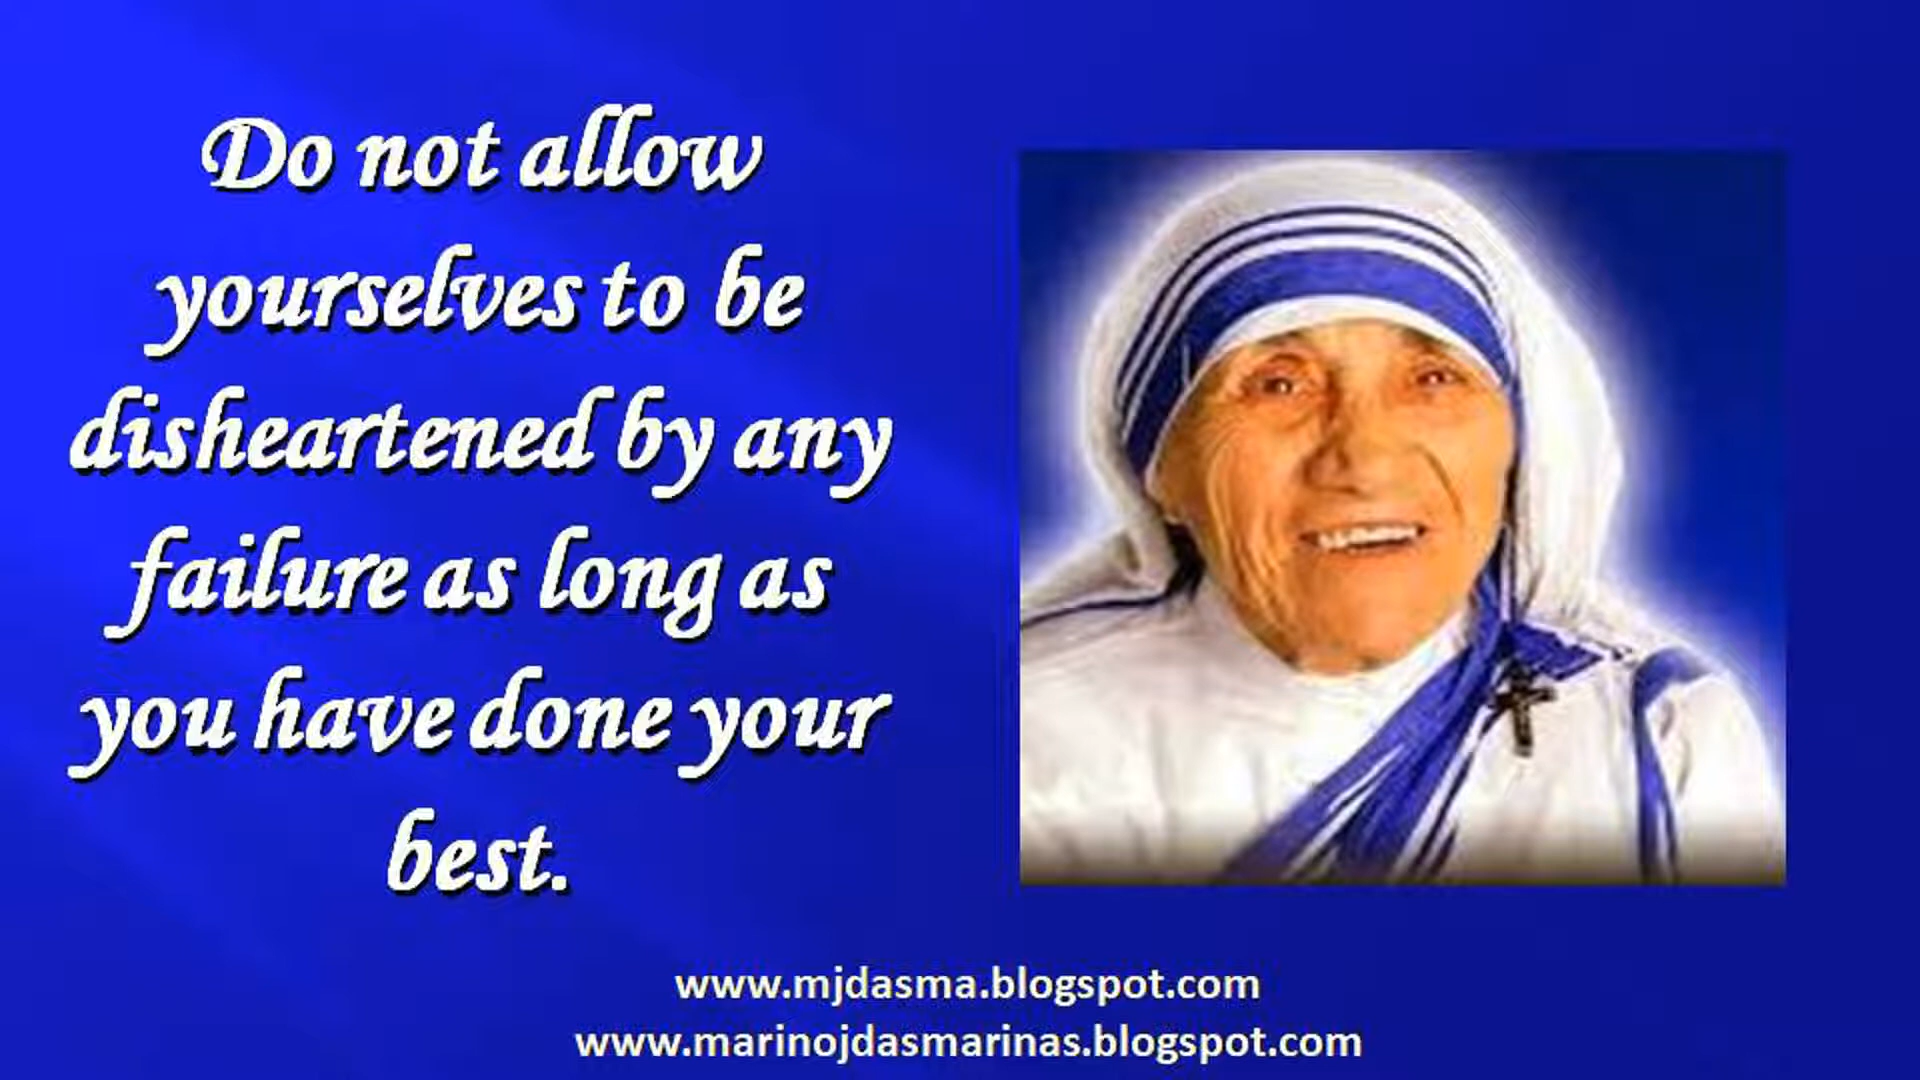 Do not allow
yourselves to be
disheartened by any
failure as long as
you have done your
best.
www.mjdasma.blogspot.com
www.marinojdasmarinas.blogspot.com